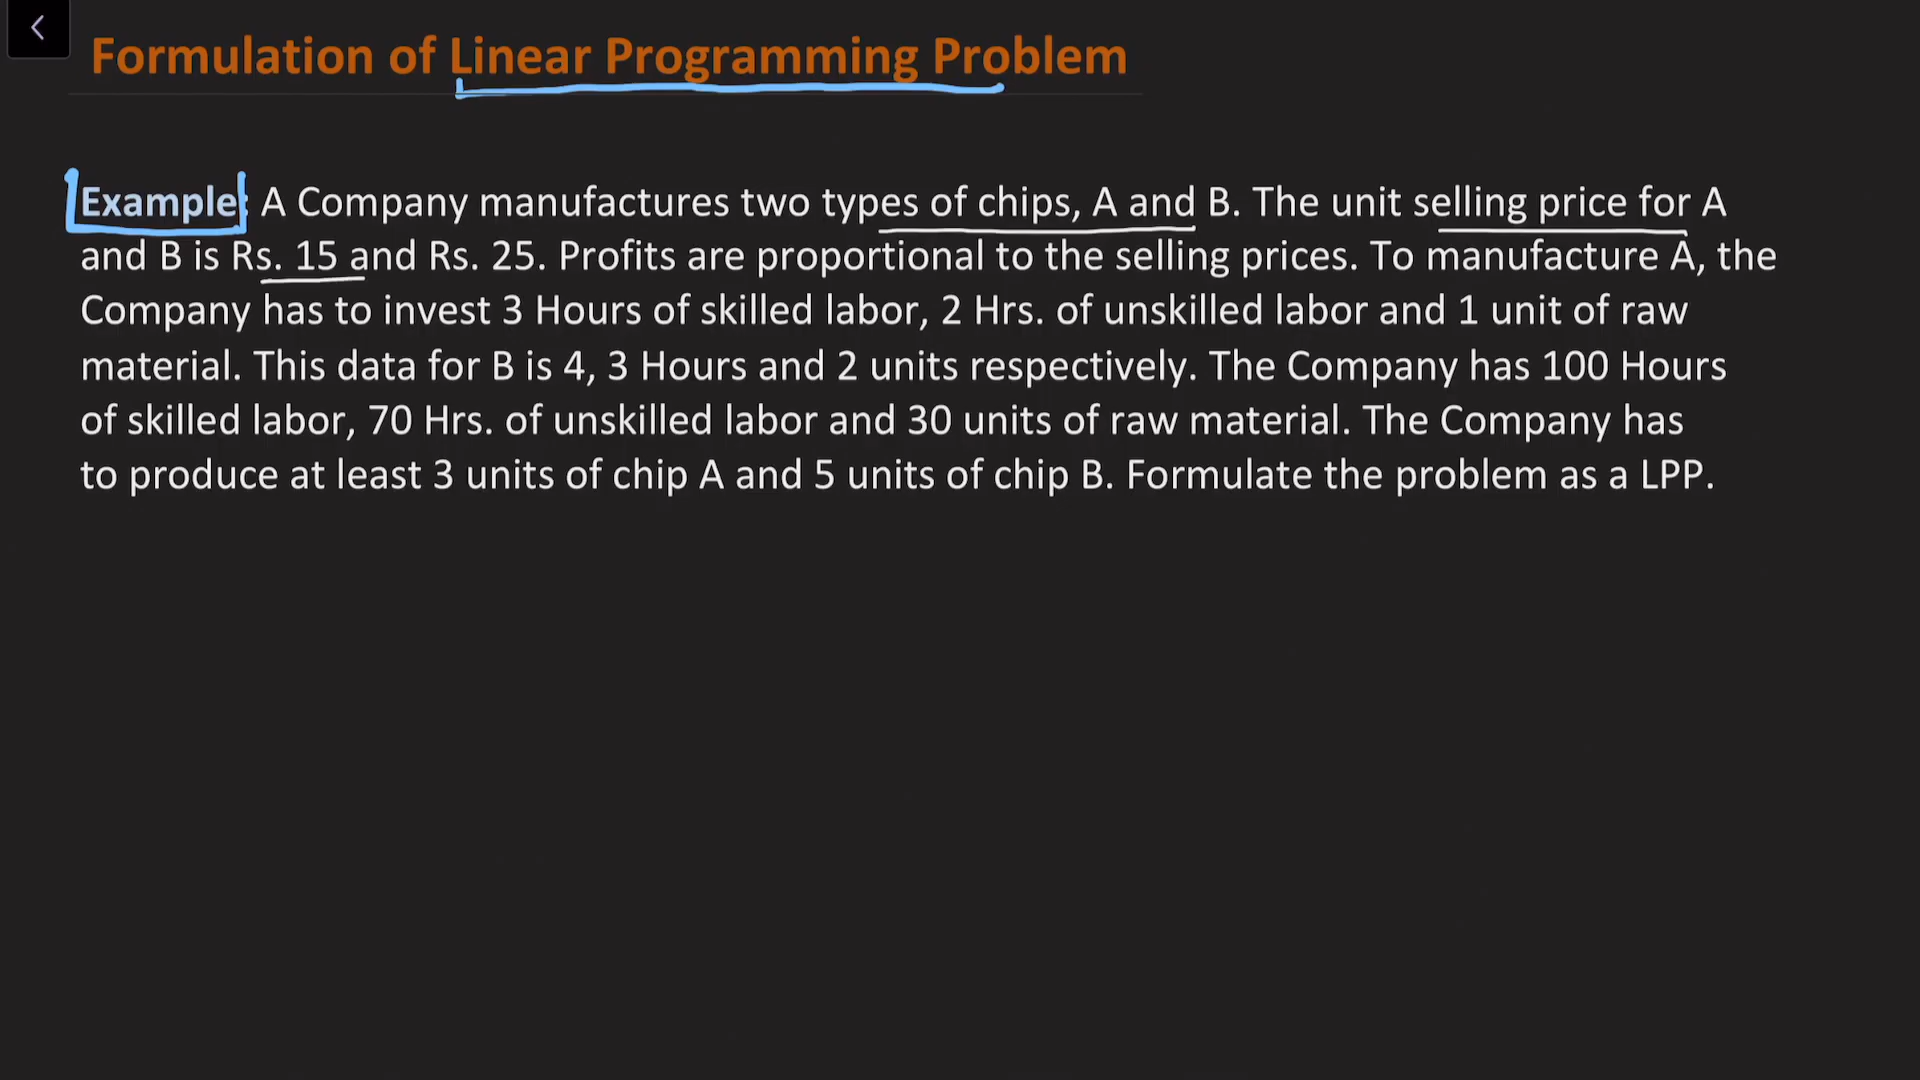 Formulation of Linear Programming Problem
Example: A Company manufactures two types of chips, A and B. The unit selling price for A
and B is Rs. 15 and Rs. 25. Profits are proportional to the selling prices. To manufacture A, the
Company has to invest 3 Hours of skilled labor, 2 Hrs. of unskilled labor and 1 unit of raw
material. This data for B is 4, 3 Hours and 2 units respectively. The Company has 100 Hours
of skilled labor, 70 Hrs. of unskilled labor and 30 units of raw material. The Company has
to produce at least 3 units of chip A and 5 units of chip B. Formulate the problem as a LPP.